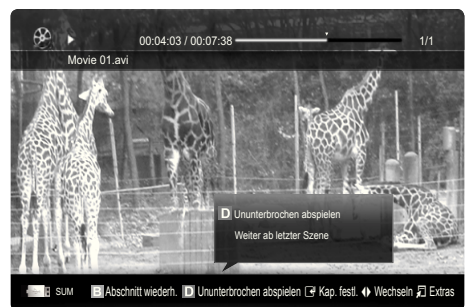 00:04:03 / 00:07:38 1/1
Movie 01.avi
D Ununterbrochen abspielen
Weiter ab letzter Szene
SUM B Abschnitt wiederh. D Ununterbrochen abspielen Kap. festl. Wechseln Extras